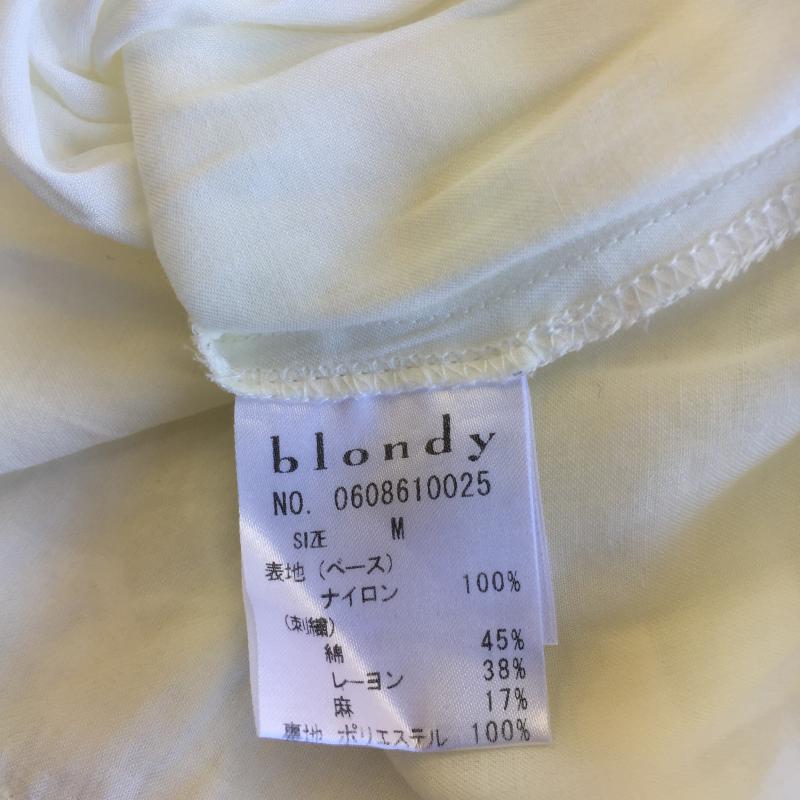 blondy
NO. 0608610025
SIZE M
表地 (ベース)
ナイロン 100%
(刺繍)
綿 45%
レーヨン 38%
麻 17%
裏地 ポリエステル 100%